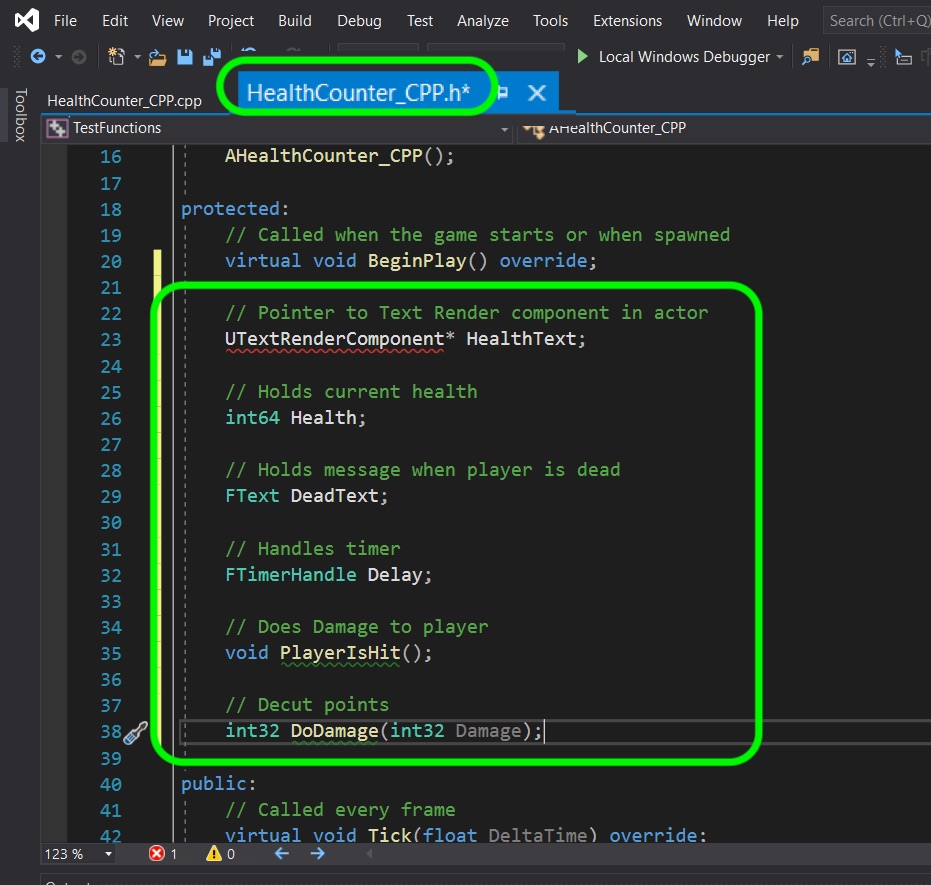 File Edit View Project Build Debug Test Analyze Tools Extensions Window Help Search (Ctrl+Q)
Local Windows Debugger
Toolbox
HealthCounter_CPP.cpp HealthCounter_CPP.h*
TestFunctions AHealthCounter_CPP
16 AHealthCounter_CPP();
17
18 protected:
19 // Called when the game starts or when spawned
20 virtual void BeginPlay() override;
21
22 // Pointer to Text Render component in actor
23 UTextRenderComponent* HealthText;
24
25 // Holds current health
26 int64 Health;
27
28 // Holds message when player is dead
29 FText DeadText;
30
31 // Handles timer
32 FTimerHandle Delay;
33
34 // Does Damage to player
35 void PlayerIsHit();
36
37 // Decut points
38 int32 DoDamage(int32 Damage);
39
40 public:
41 // Called every frame
42 virtual void Tick(float DeltaTime) override;
123 % 1 0